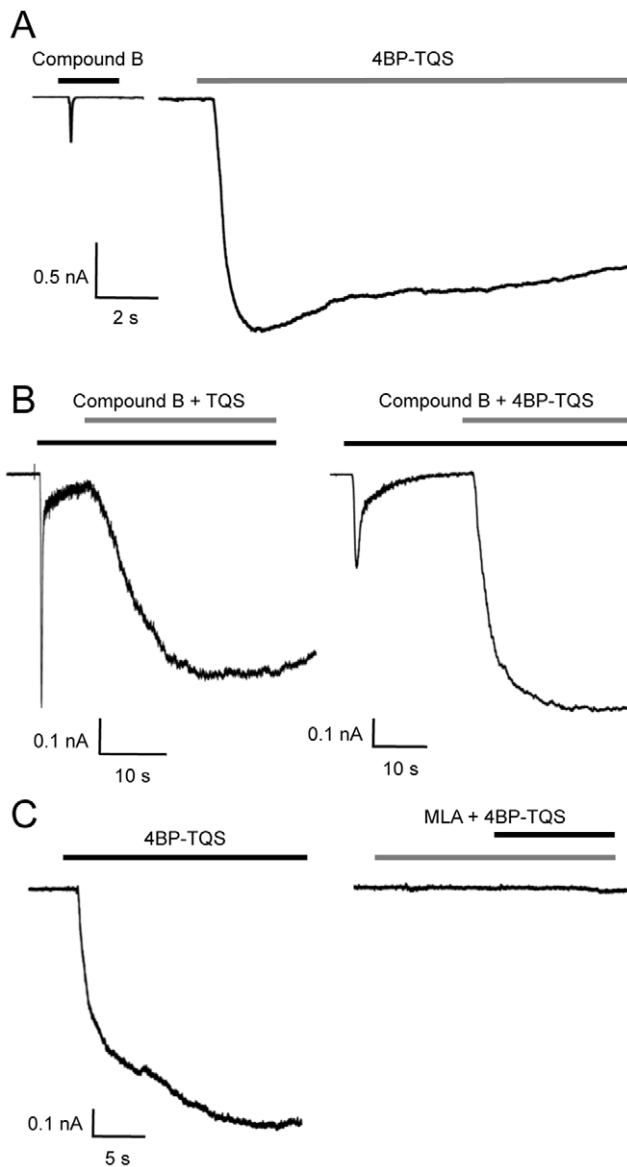 A
Compound B
4BP-TQS
0.5 nA
2 s
B
Compound B + TQS
Compound B + 4BP-TQS
0.1 nA
10 s
0.1 nA
10 s
C
4BP-TQS
MLA + 4BP-TQS
0.1 nA
5 s